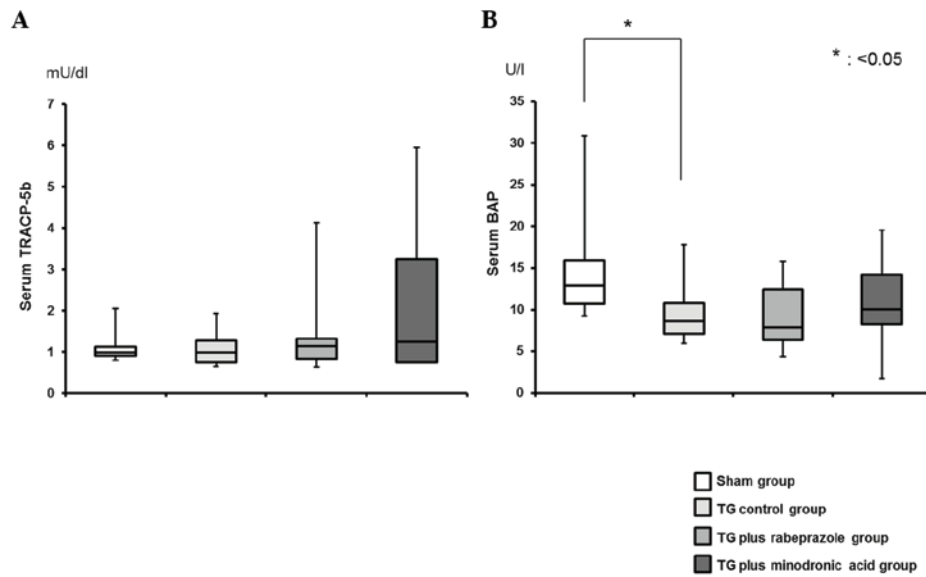 A
mU/dl
Serum TRACP-5b
7
6
5
4
3
2
1
0
B
*
* : <0.05
U/l
Serum BAP
35
30
25
20
15
10
5
0
Sham group
TG control group
TG plus rabeprazole group
TG plus minodronic acid group